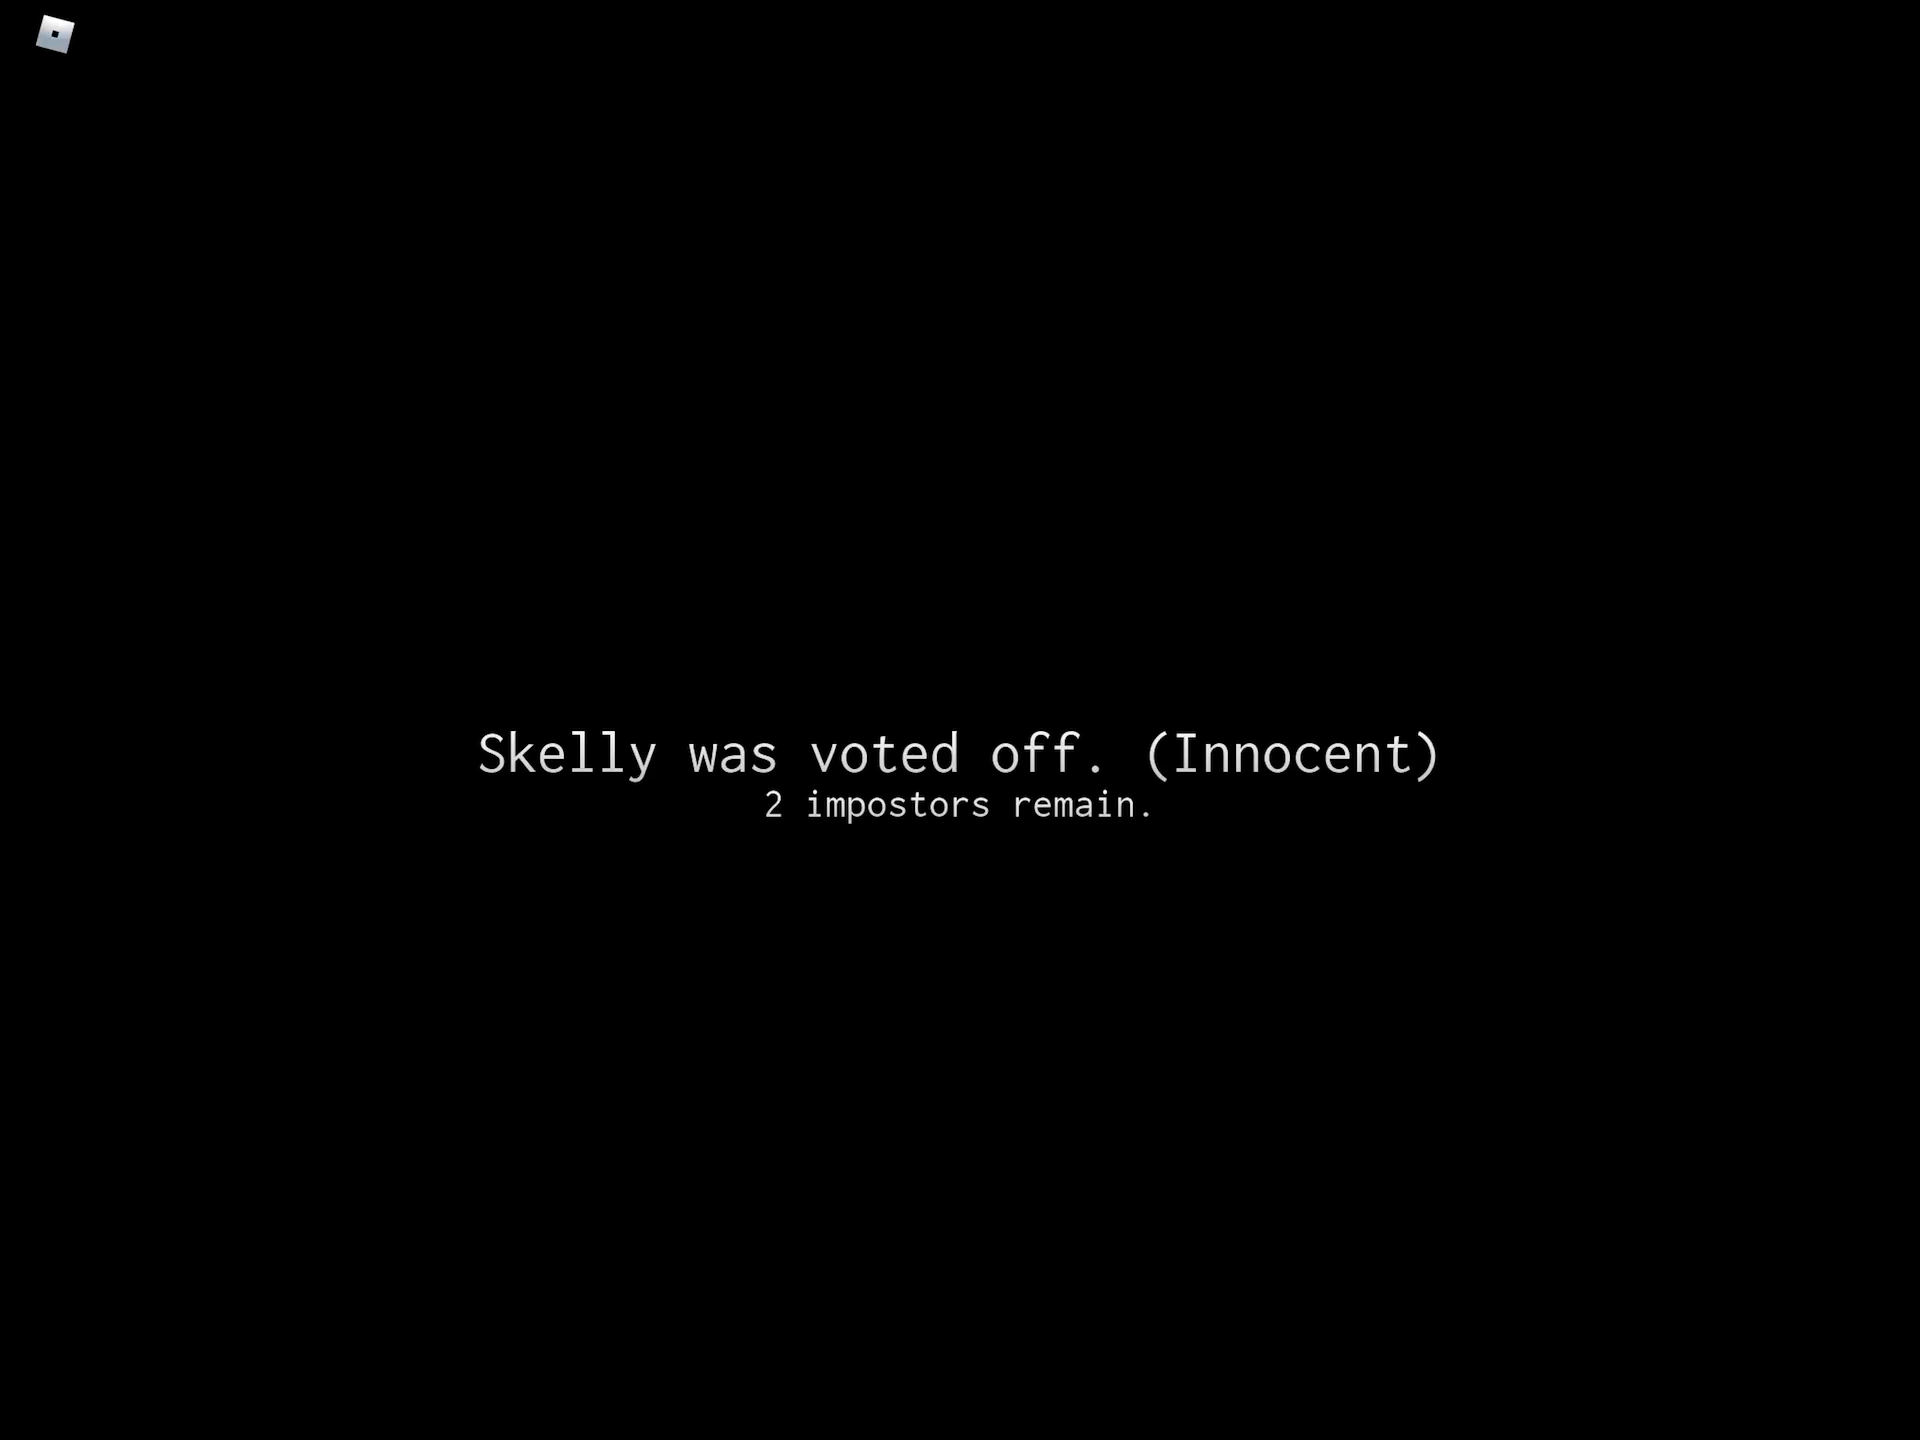 Skelly was voted off. (Innocent)
2 impostors remain.